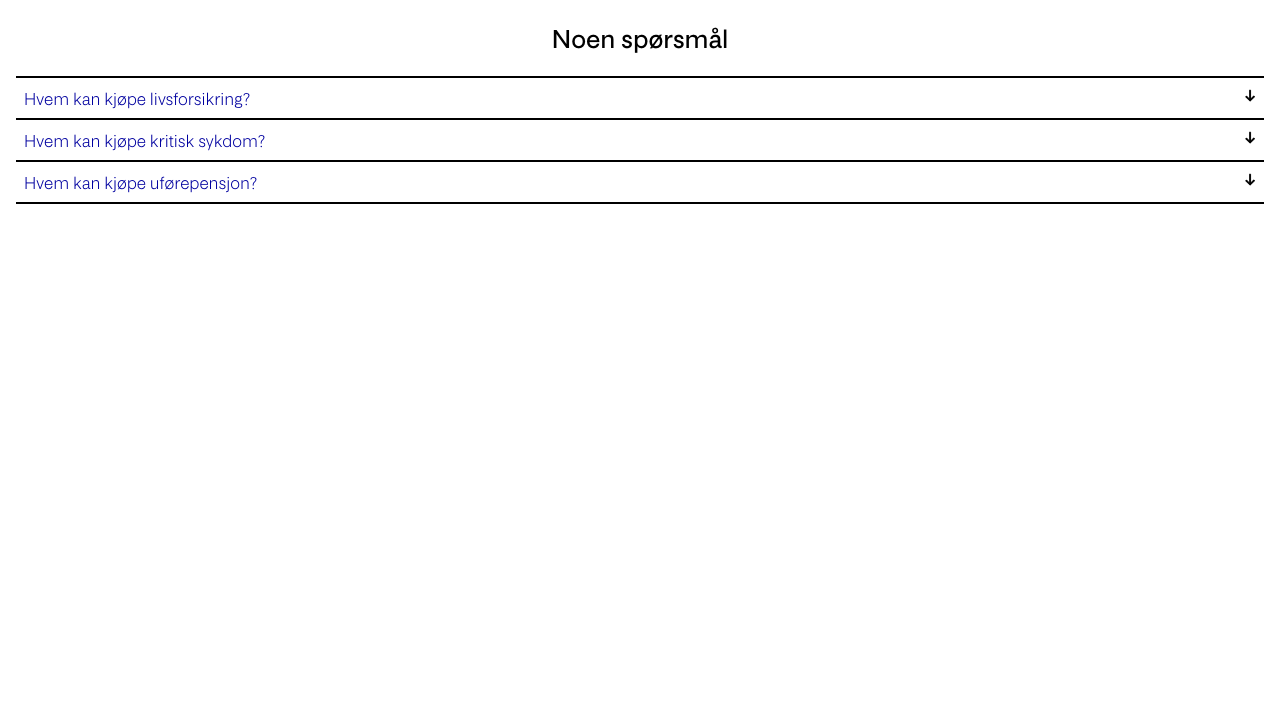 Noen spørsmål
Hvem kan kjøpe livsforsikring?
Hvem kan kjøpe kritisk sykdom?
Hvem kan kjøpe uførepensjon?